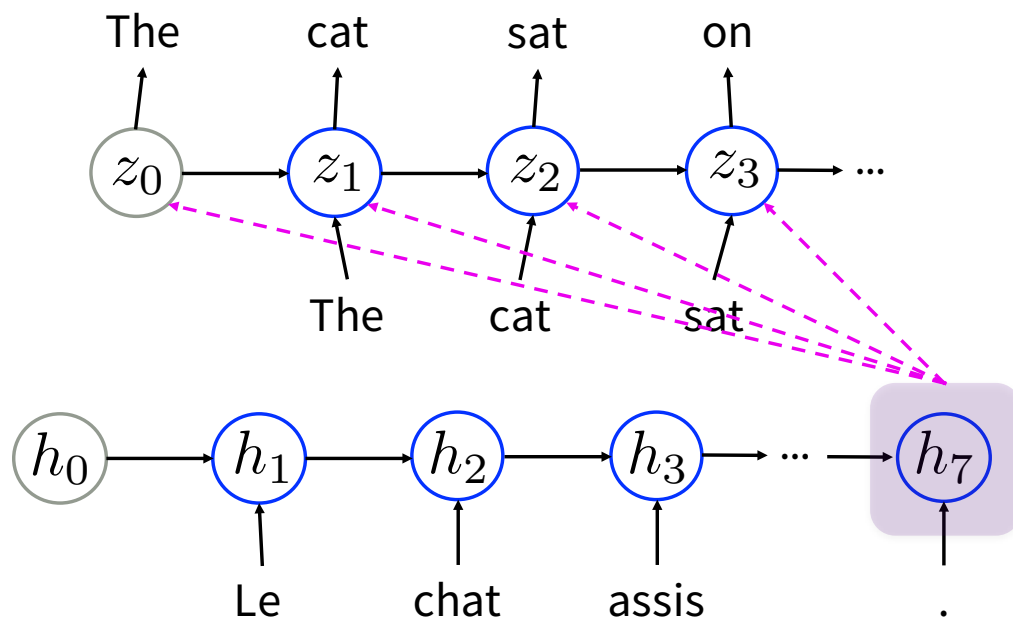 The cat sat on
z₀ z₁ z₂ z₃ ...
The cat sat
h₀ h₁ h₂ h₃ ... h₇
Le chat assis .